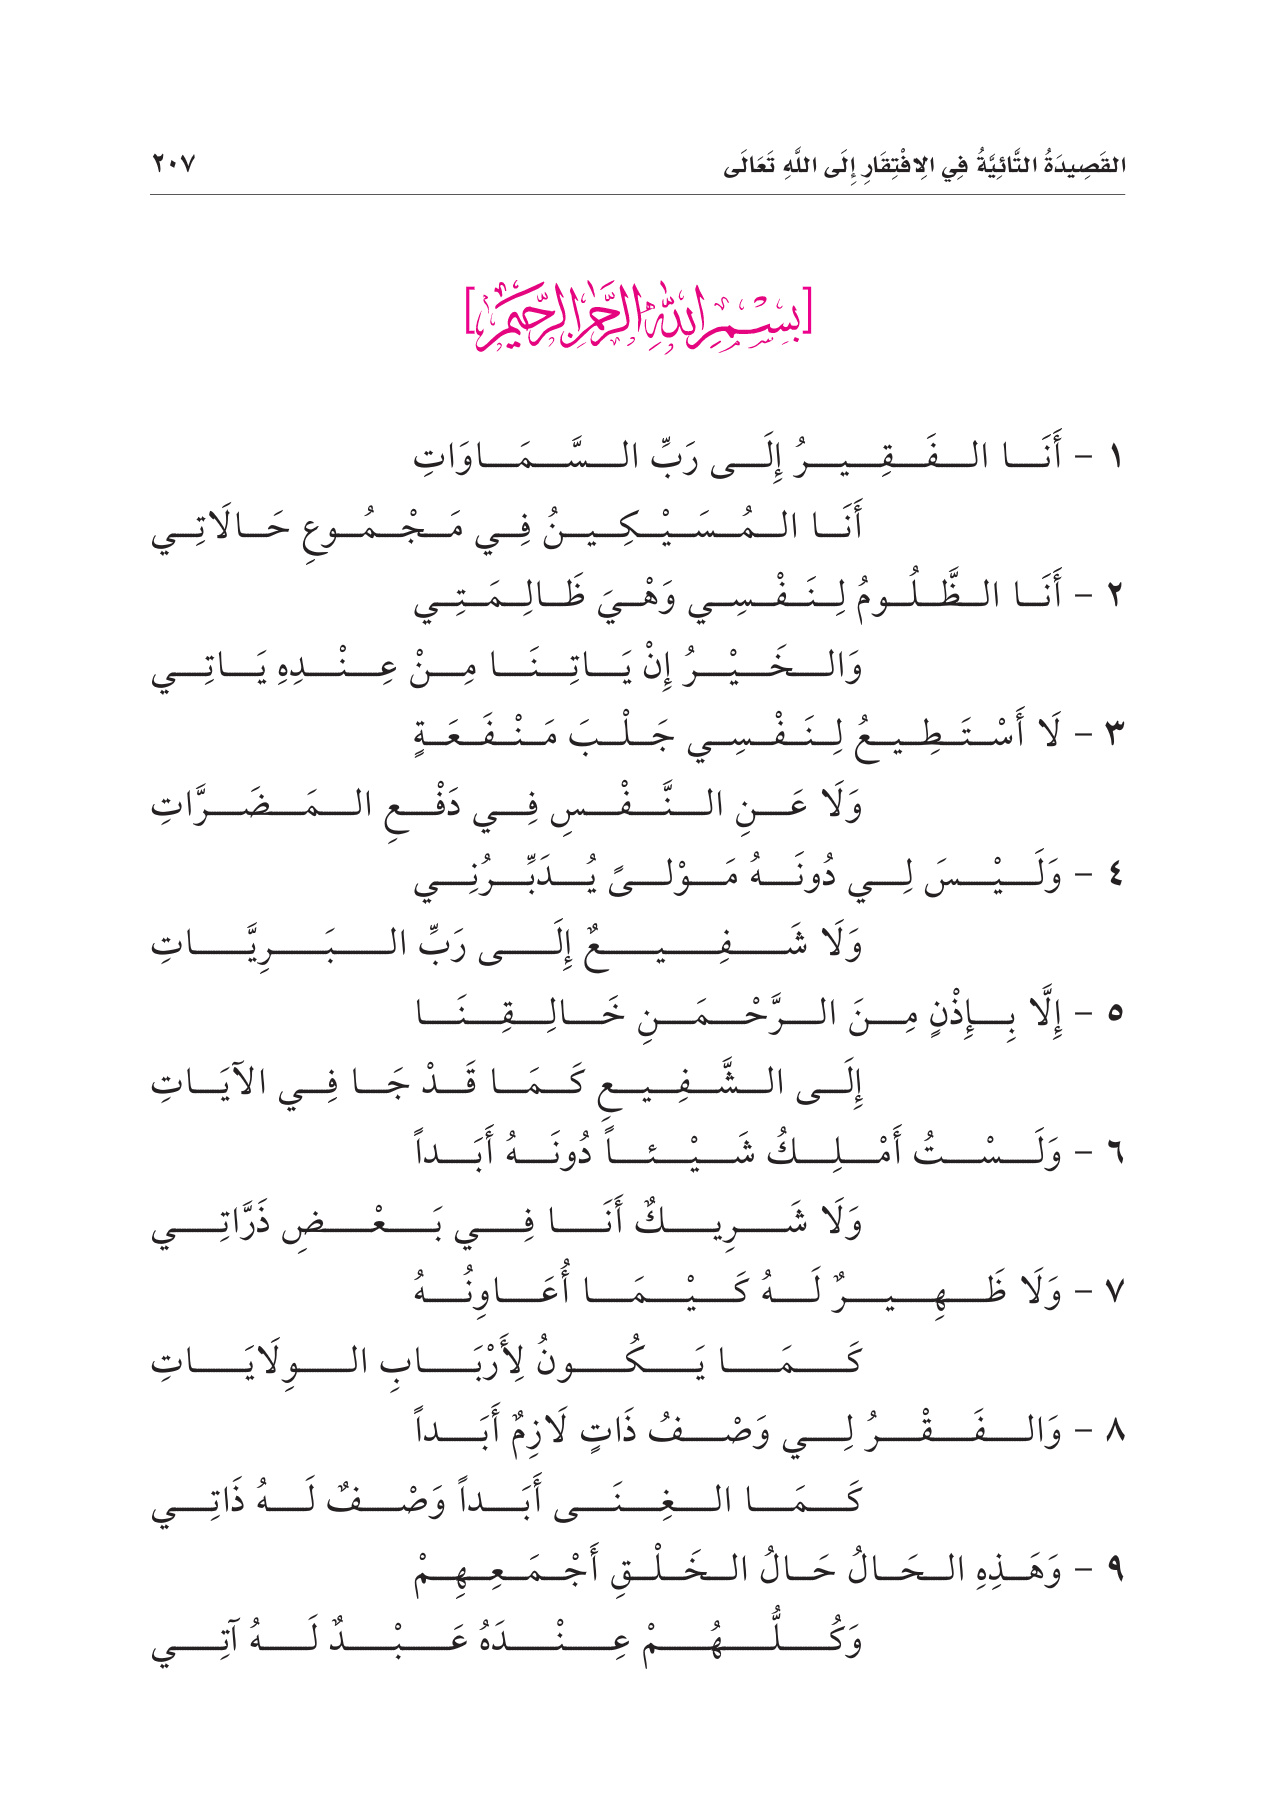 القَصِيدَةُ التَّائِيَّةُ فِي الِافْتِقَارِ إِلَى اللَّهِ تَعَالَى ٢٠٧
[بِسْمِ اللَّهِ الرَّحْمَنِ الرَّحِيمِ]
١ - أَنَا الفَقِيرُ إِلَى رَبِّ السَّمَاوَاتِ
أَنَا المُسَيْكِينُ فِي مَجْمُوعِ حَالَاتِي
٢ - أَنَا الظَّلُومُ لِنَفْسِي وَهْيَ ظَالِمَتِي
وَالخَيْرُ إِنْ يَاتِنَا مِنْ عِنْدِهِ يَاتِي
٣ - لَا أَسْتَطِيعُ لِنَفْسِي جَلْبَ مَنْفَعَةٍ
وَلَا عَنِ النَّفْسِ فِي دَفْعِ المَضَرَّاتِ
٤ - وَلَيْسَ لِي دُونَهُ مَوْلىً يُدَبِّرُنِي
وَلَا شَفِيعٌ إِلَى رَبِّ البَرِيَّاتِ
٥ - إِلَّا بِإِذْنٍ مِنَ الرَّحْمَنِ خَالِقِنَا
إِلَى الشَّفِيعِ كَمَا قَدْ جَا فِي الآيَاتِ
٦ - وَلَسْتُ أَمْلِكُ شَيْئاً دُونَهُ أَبَداً
وَلَا شَرِيكٌ أَنَا فِي بَعْضِ ذَرَّاتِي
٧ - وَلَا ظَهِيرٌ لَهُ كَيْمَا أُعَاوِنُهُ
كَمَا يَكُونُ لِأَرْبَابِ الوِلَايَاتِ
٨ - وَالفَقْرُ لِي وَصْفُ ذَاتٍ لَازِمٌ أَبَداً
كَمَا الغِنَى أَبَداً وَصْفٌ لَهُ ذَاتِي
٩ - وَهَذِهِ الحَالُ حَالُ الخَلْقِ أَجْمَعِهِمْ
وَكُلُّهُمْ عِنْدَهُ عَبْدٌ لَهُ آتِي